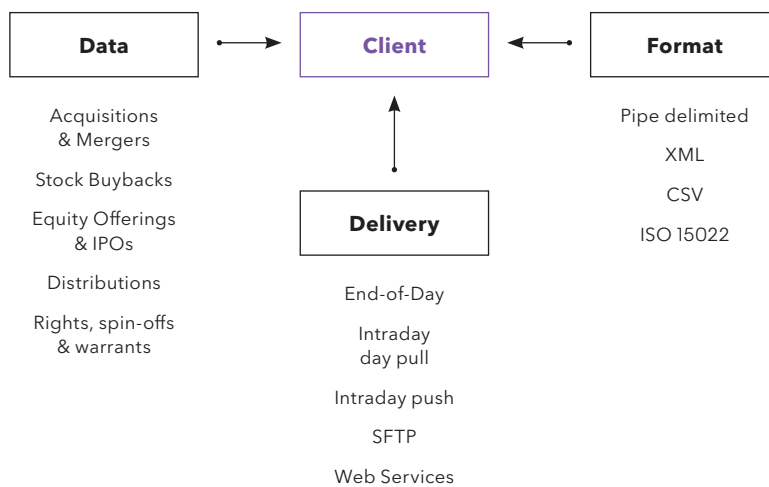 Data
Client
Format
Acquisitions
& Mergers
Stock Buybacks
Equity Offerings
& IPOs
Distributions
Rights, spin-offs
& warrants
Delivery
End-of-Day
Intraday
day pull
Intraday push
SFTP
Web Services
Pipe delimited
XML
CSV
ISO 15022